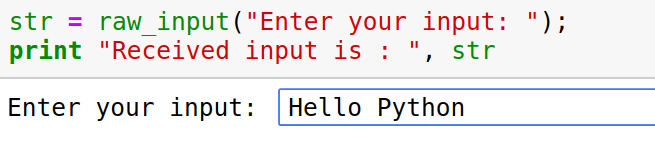 str = raw_input("Enter your input: ");
print "Received input is : ", str
Enter your input: Hello Python